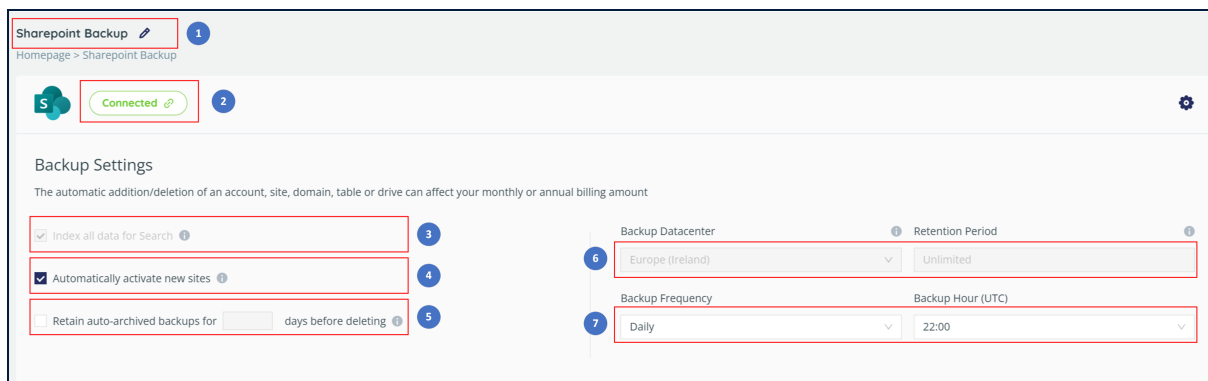 Sharepoint Backup
1
Homepage > Sharepoint Backup
S
Connected
2
Backup Settings
The automatic addition/deletion of an account, site, domain, table or drive can affect your monthly or annual billing amount
Index all data for Search
3
Automatically activate new sites
4
Retain auto-archived backups for days before deleting
5
Backup Datacenter
Retention Period
6
Europe (Ireland)
Unlimited
Backup Frequency
Backup Hour (UTC)
7
Daily
22:00